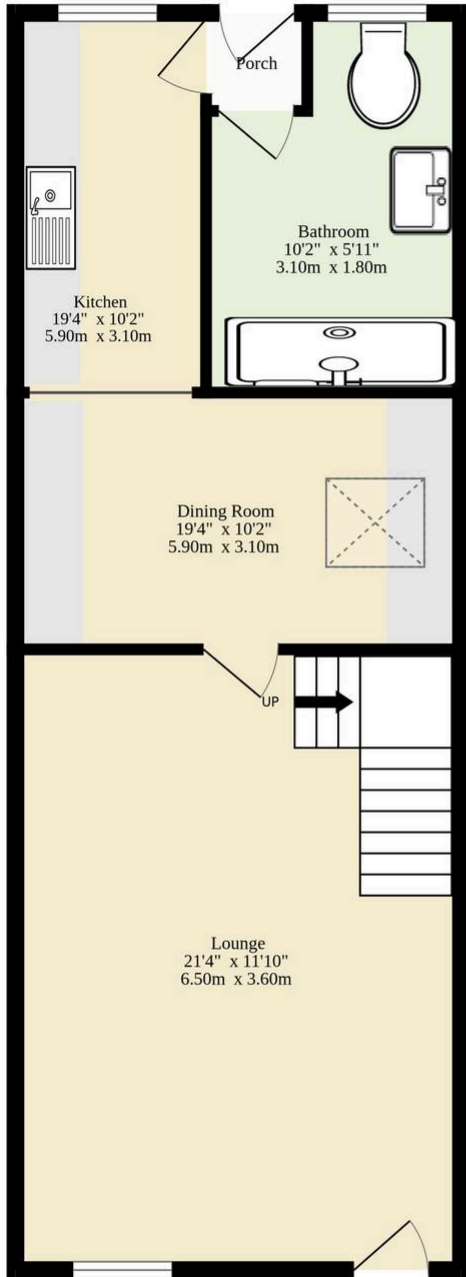 Porch
Bathroom
10'2" x 5'11"
3.10m x 1.80m
Kitchen
19'4" x 10'2"
5.90m x 3.10m
Dining Room
19'4" x 10'2"
5.90m x 3.10m
UP
Lounge
21'4" x 11'10"
6.50m x 3.60m